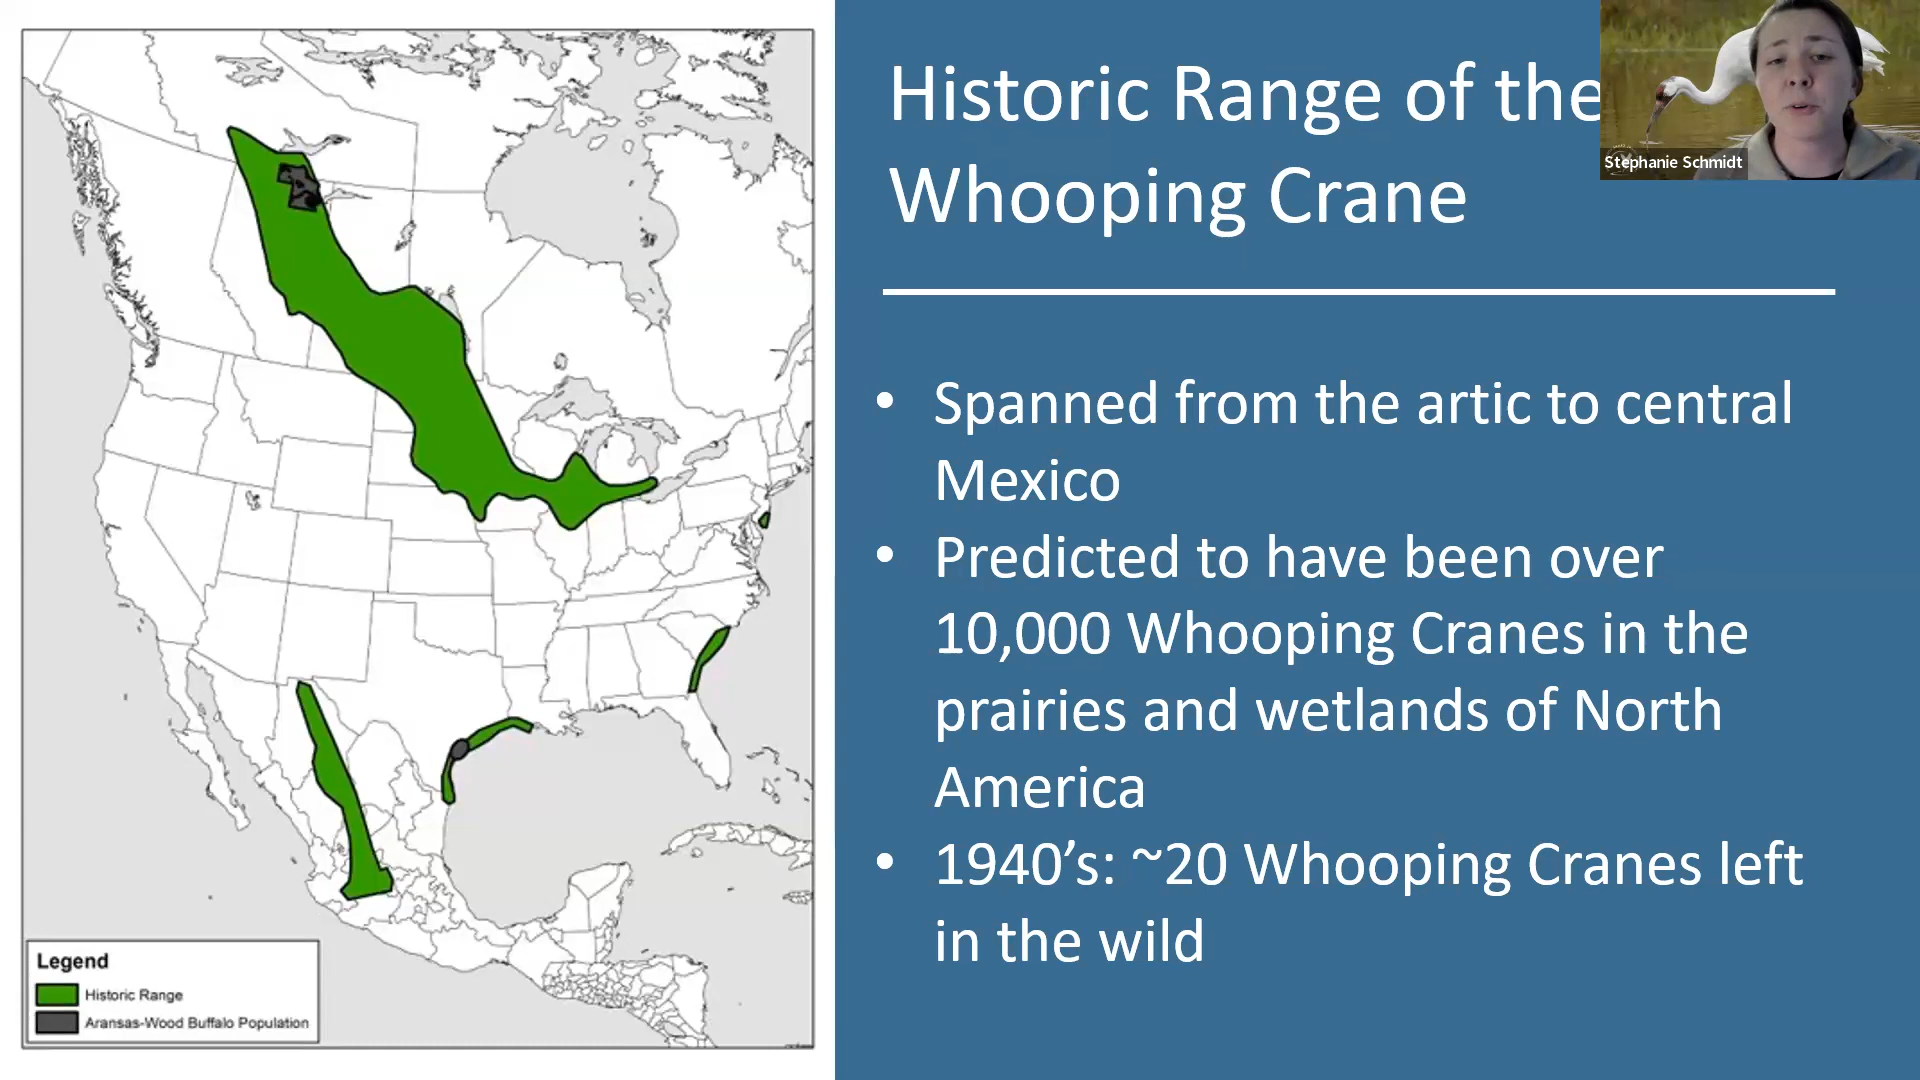 Historic Range of the
Whooping Crane
Stephanie Schmidt
• Spanned from the artic to central
Mexico
• Predicted to have been over
10,000 Whooping Cranes in the
prairies and wetlands of North
America
• 1940’s: ~20 Whooping Cranes left
in the wild
Legend
Historic Range
Aransas-Wood Buffalo Population